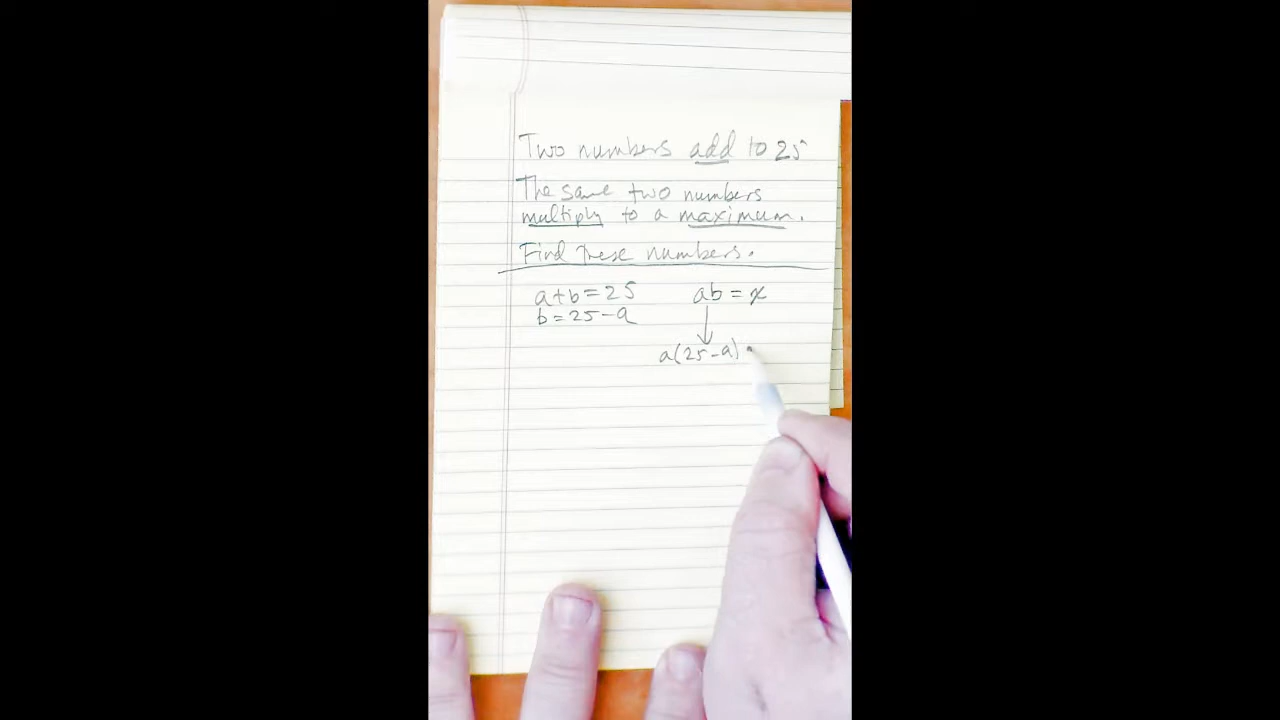 Two numbers add to 25
The same two numbers
multiply to a maximum.
Find these numbers.
a+b=25 ab=x
b=25-a
a(25-a)